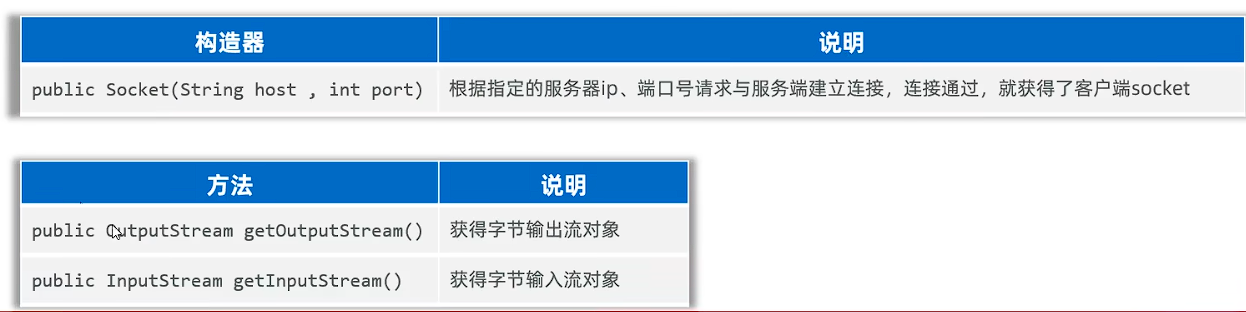 构造器 说明
public Socket(String host , int port) 根据指定的服务器ip、端口号请求与服务端建立连接，连接通过，就获得了客户端socket
方法 说明
public OutputStream getOutputStream() 获得字节输出流对象
public InputStream getInputStream() 获得字节输入流对象